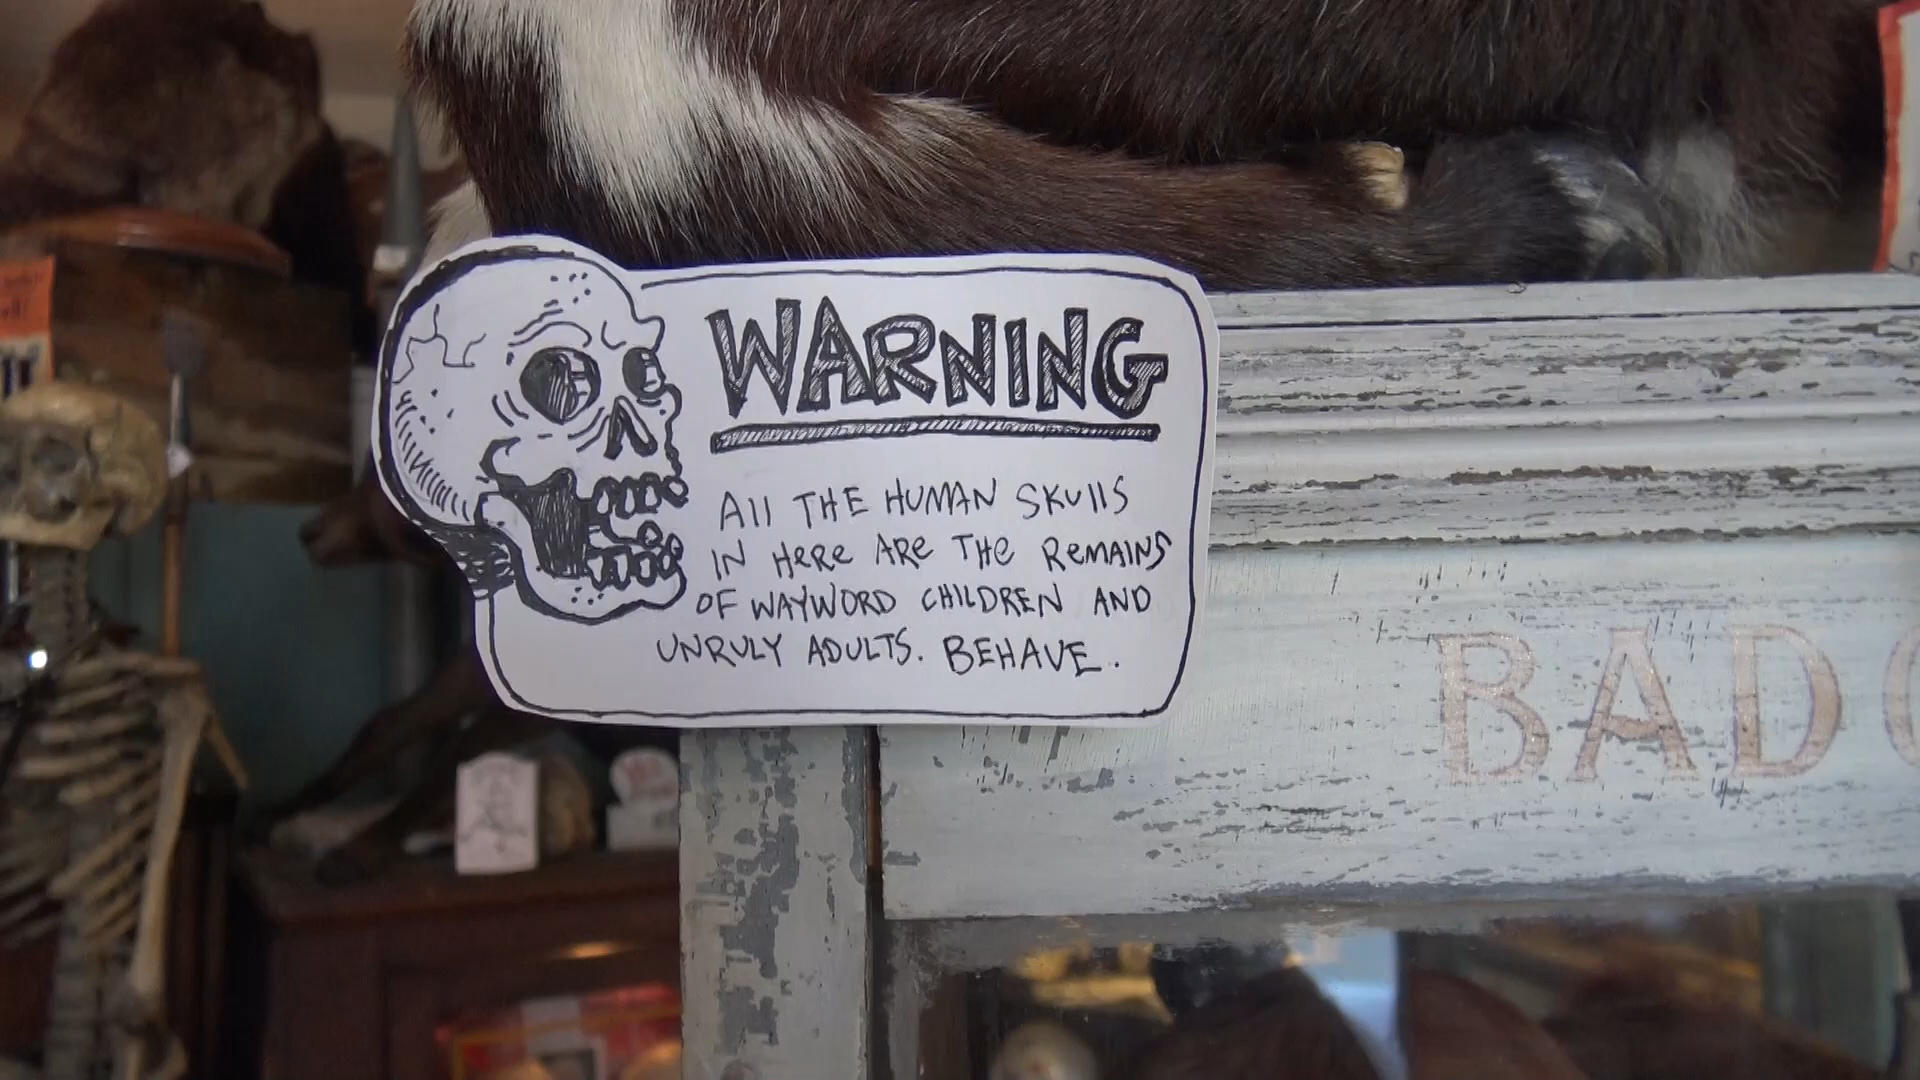 WARNING
All THE HUMAN SKUllS
IN HeRe ARe THe ReMAINS
OF WAYWORD CHILDREN AND
UNRULY ADULTS. BEHAVE.
BAD